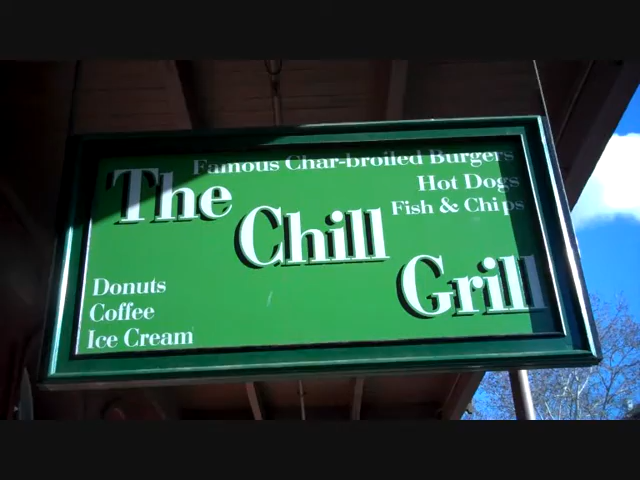 Famous Char-broiled Burgers
Hot Dogs
Fish & Chips
The
Chill
Grill
Donuts
Coffee
Ice Cream